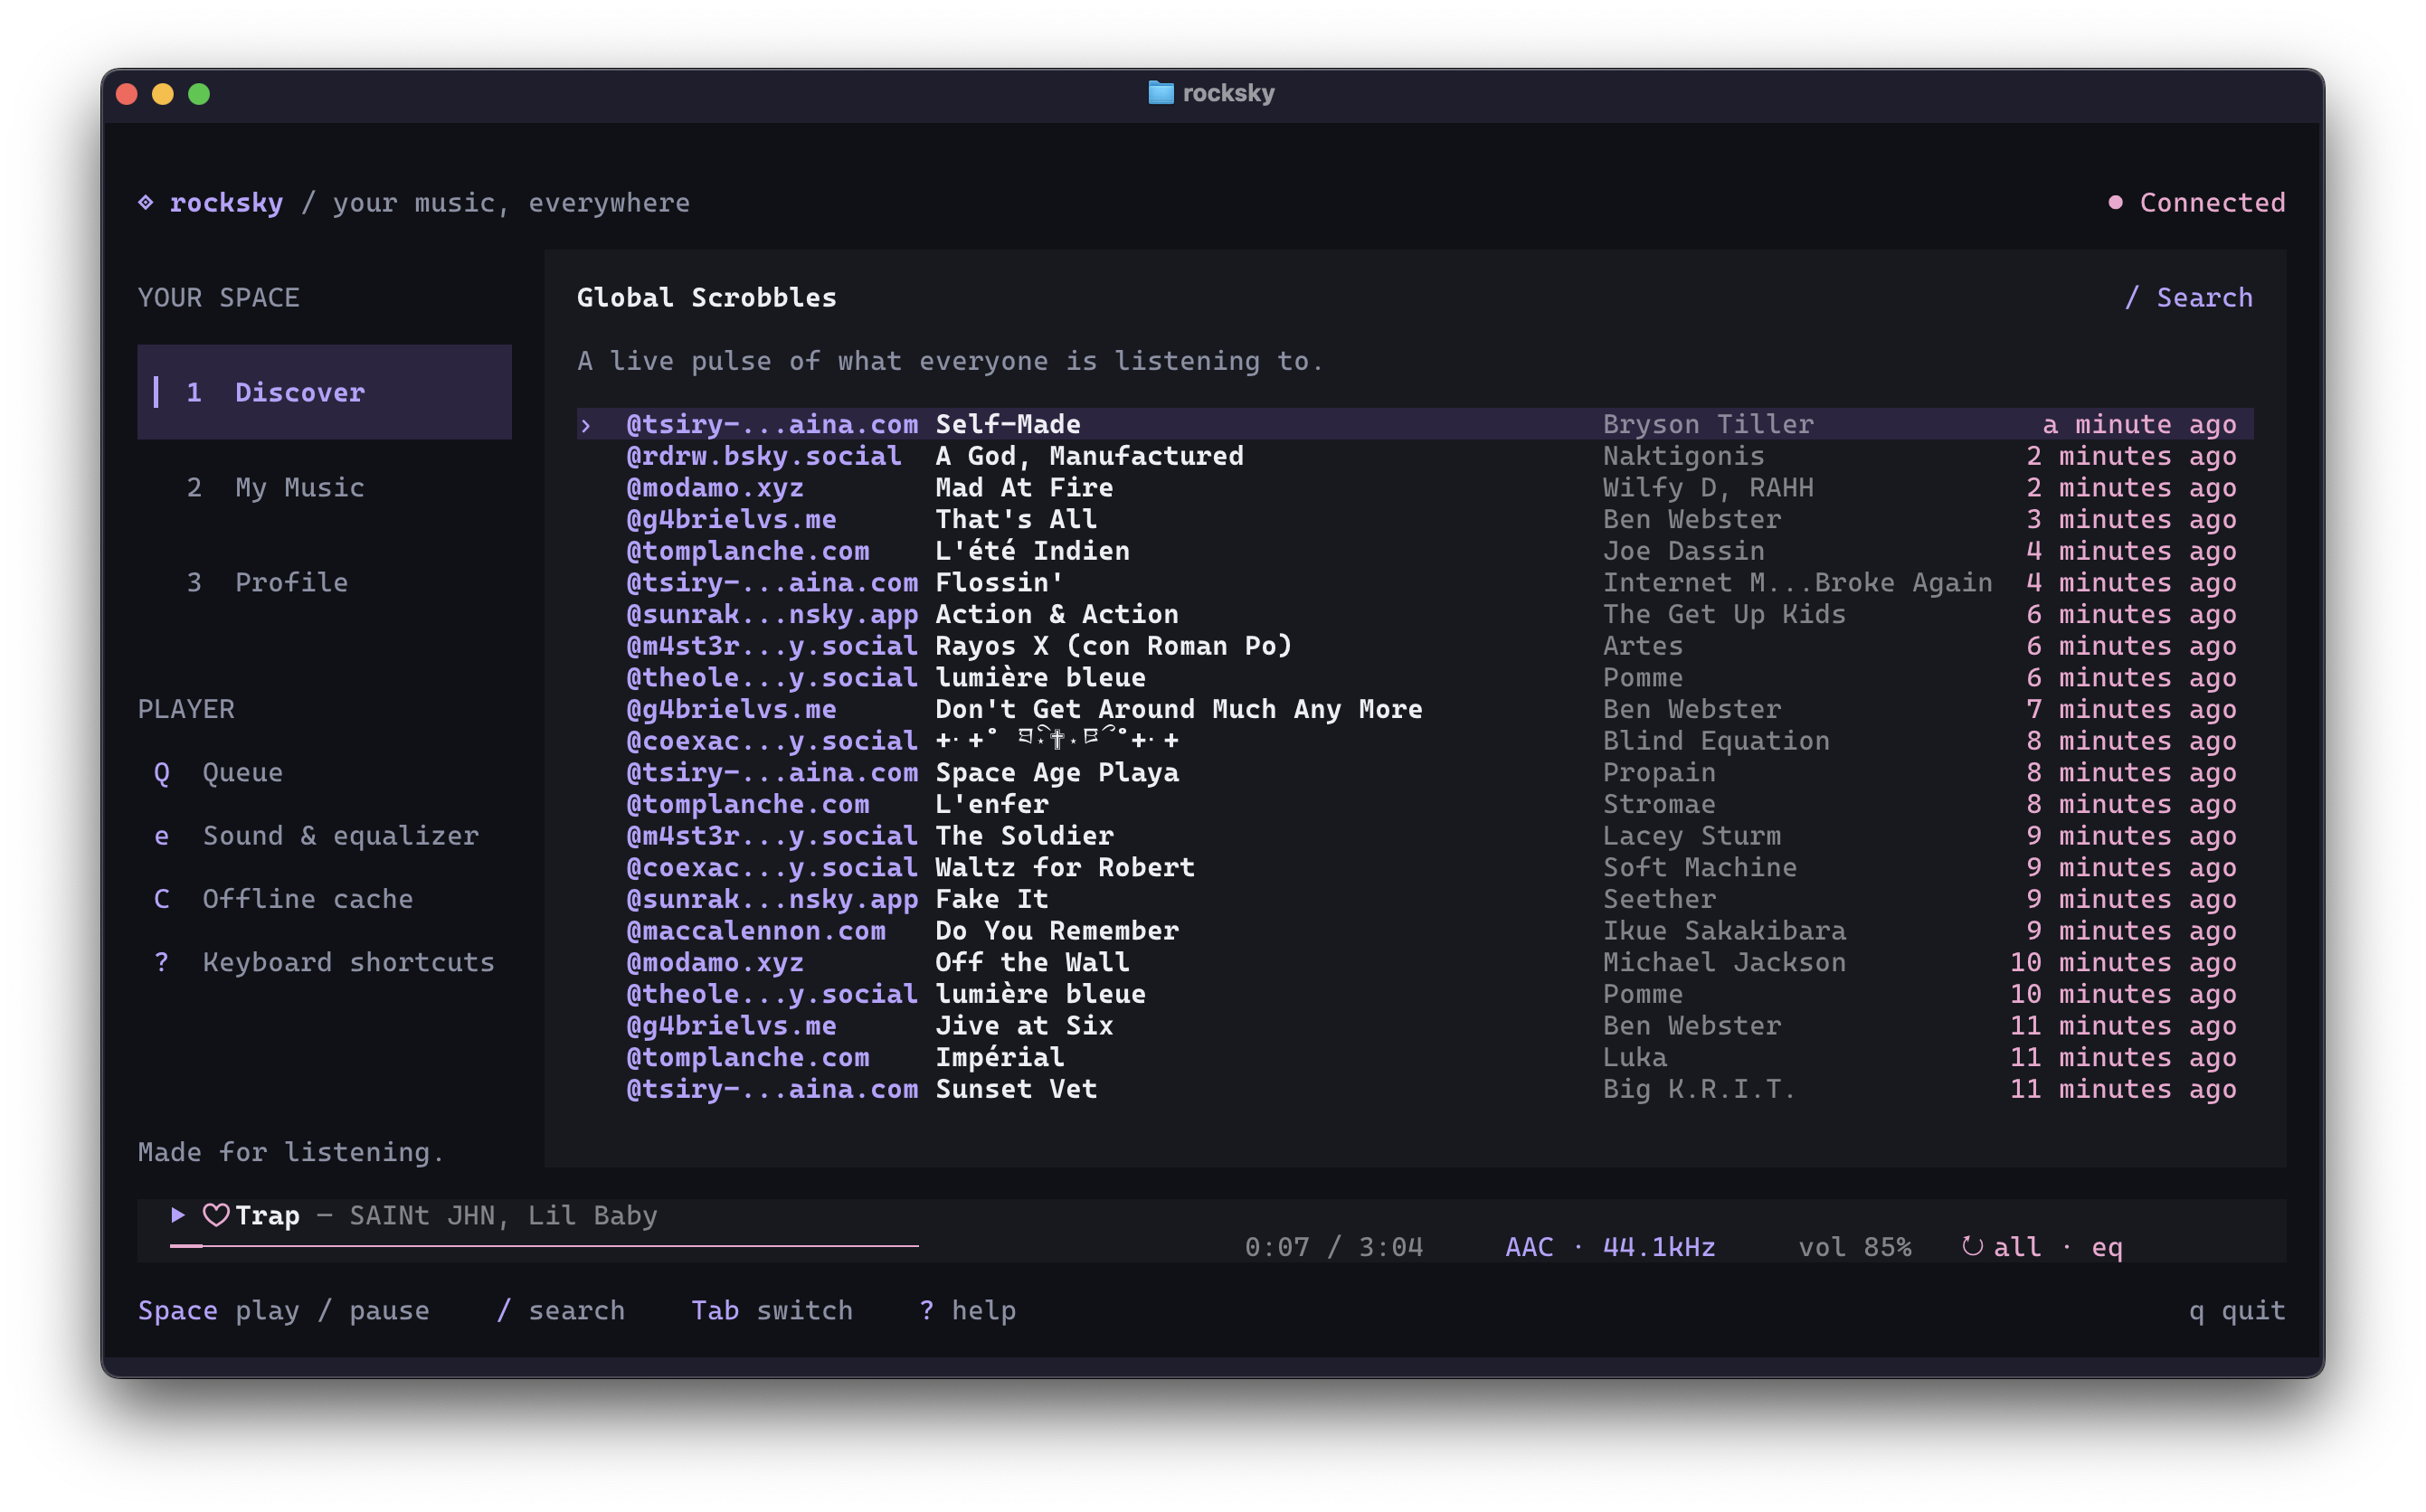 rocksky
rocksky / your music, everywhere
● Connected
YOUR SPACE
1 Discover
2 My Music
3 Profile
PLAYER
Q Queue
e Sound & equalizer
C Offline cache
? Keyboard shortcuts
Made for listening.
Global Scrobbles
/ Search
A live pulse of what everyone is listening to.
› @tsiry-...aina.com Self-Made Bryson Tiller a minute ago
@rdrw.bsky.social A God, Manufactured Naktigonis 2 minutes ago
@modamo.xyz Mad At Fire Wilfy D, RAHH 2 minutes ago
@g4brielvs.me That's All Ben Webster 3 minutes ago
@tomplanche.com L'été Indien Joe Dassin 4 minutes ago
@tsiry-...aina.com Flossin' Internet M...Broke Again 4 minutes ago
@sunrak...nsky.app Action & Action The Get Up Kids 6 minutes ago
@m4st3r...y.social Rayos X (con Roman Po) Artes 6 minutes ago
@theole...y.social lumière bleue Pomme 6 minutes ago
@g4brielvs.me Don't Get Around Much Any More Ben Webster 7 minutes ago
@coexac...y.social Blind Equation 8 minutes ago
@tsiry-...aina.com Space Age Playa Propain 8 minutes ago
@tomplanche.com L'enfer Stromae 8 minutes ago
@m4st3r...y.social The Soldier Lacey Sturm 9 minutes ago
@coexac...y.social Waltz for Robert Soft Machine 9 minutes ago
@sunrak...nsky.app Fake It Seether 9 minutes ago
@maccalennon.com Do You Remember Ikue Sakakibara 9 minutes ago
@modamo.xyz Off the Wall Michael Jackson 10 minutes ago
@theole...y.social lumière bleue Pomme 10 minutes ago
@g4brielvs.me Jive at Six Ben Webster 11 minutes ago
@tomplanche.com Impérial Luka 11 minutes ago
@tsiry-...aina.com Sunset Vet Big K.R.I.T. 11 minutes ago
Trap — SAINt JHN, Lil Baby
0:07 / 3:04 AAC · 44.1kHz vol 85% all · eq
Space play / pause / search Tab switch ? help q quit